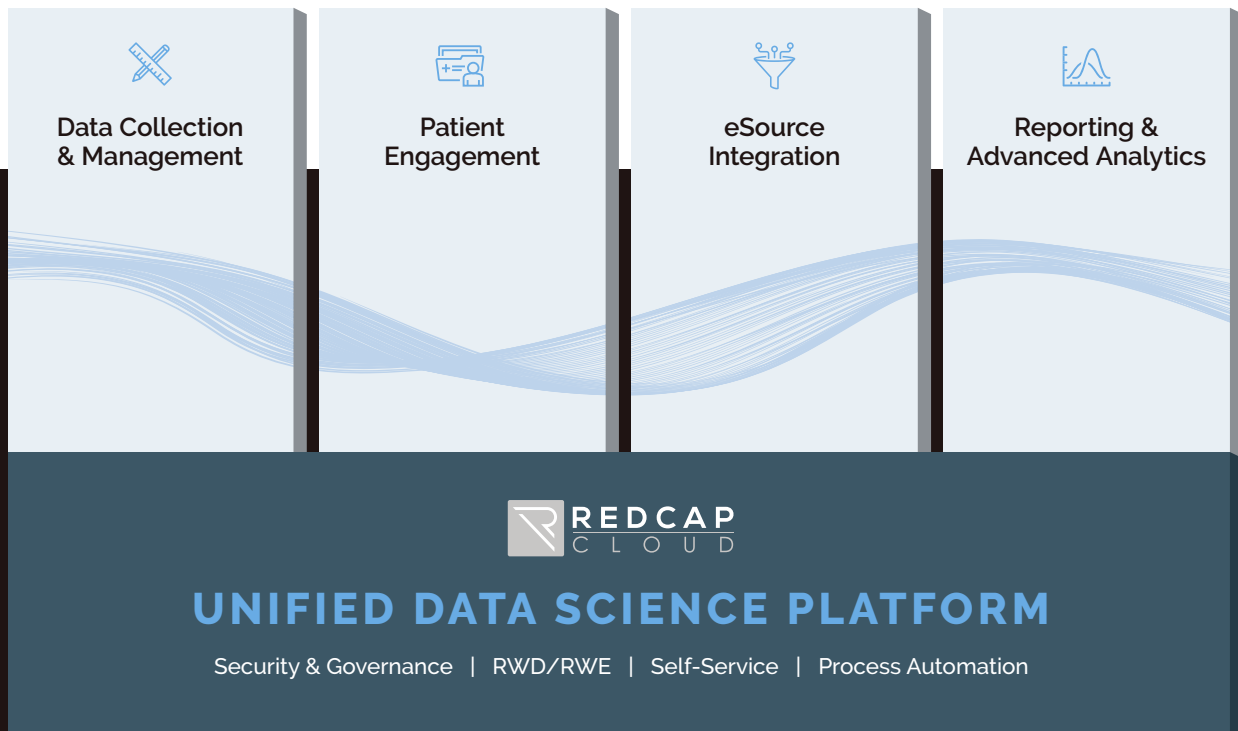 Data Collection
& Management
Patient
Engagement
eSource
Integration
Reporting &
Advanced Analytics
REDCAP
CLOUD
UNIFIED DATA SCIENCE PLATFORM
Security & Governance | RWD/RWE | Self-Service | Process Automation